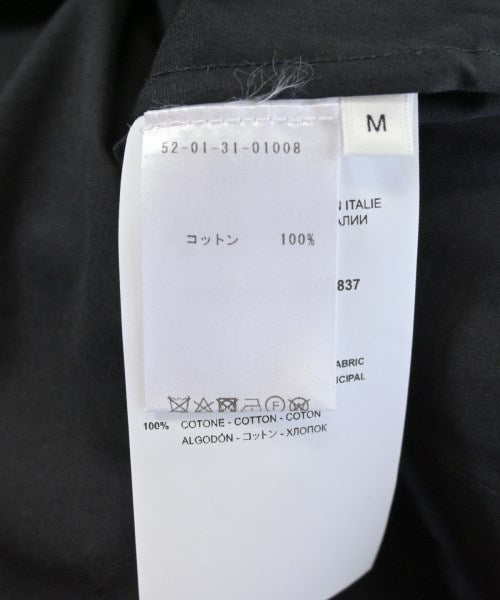 52-01-31-01008
M
コットン 100%
N ITALIE
АЛИИ
837
ABRIC
NCIPAL
100% COTONE - COTTON - COTON
ALGODÓN - コットン - ХЛОПОК